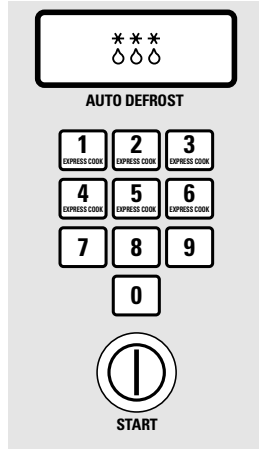 AUTO DEFROST
1 2 3
EXPRESS COOK EXPRESS COOK EXPRESS COOK
4 5 6
EXPRESS COOK EXPRESS COOK EXPRESS COOK
7 8 9
0
START